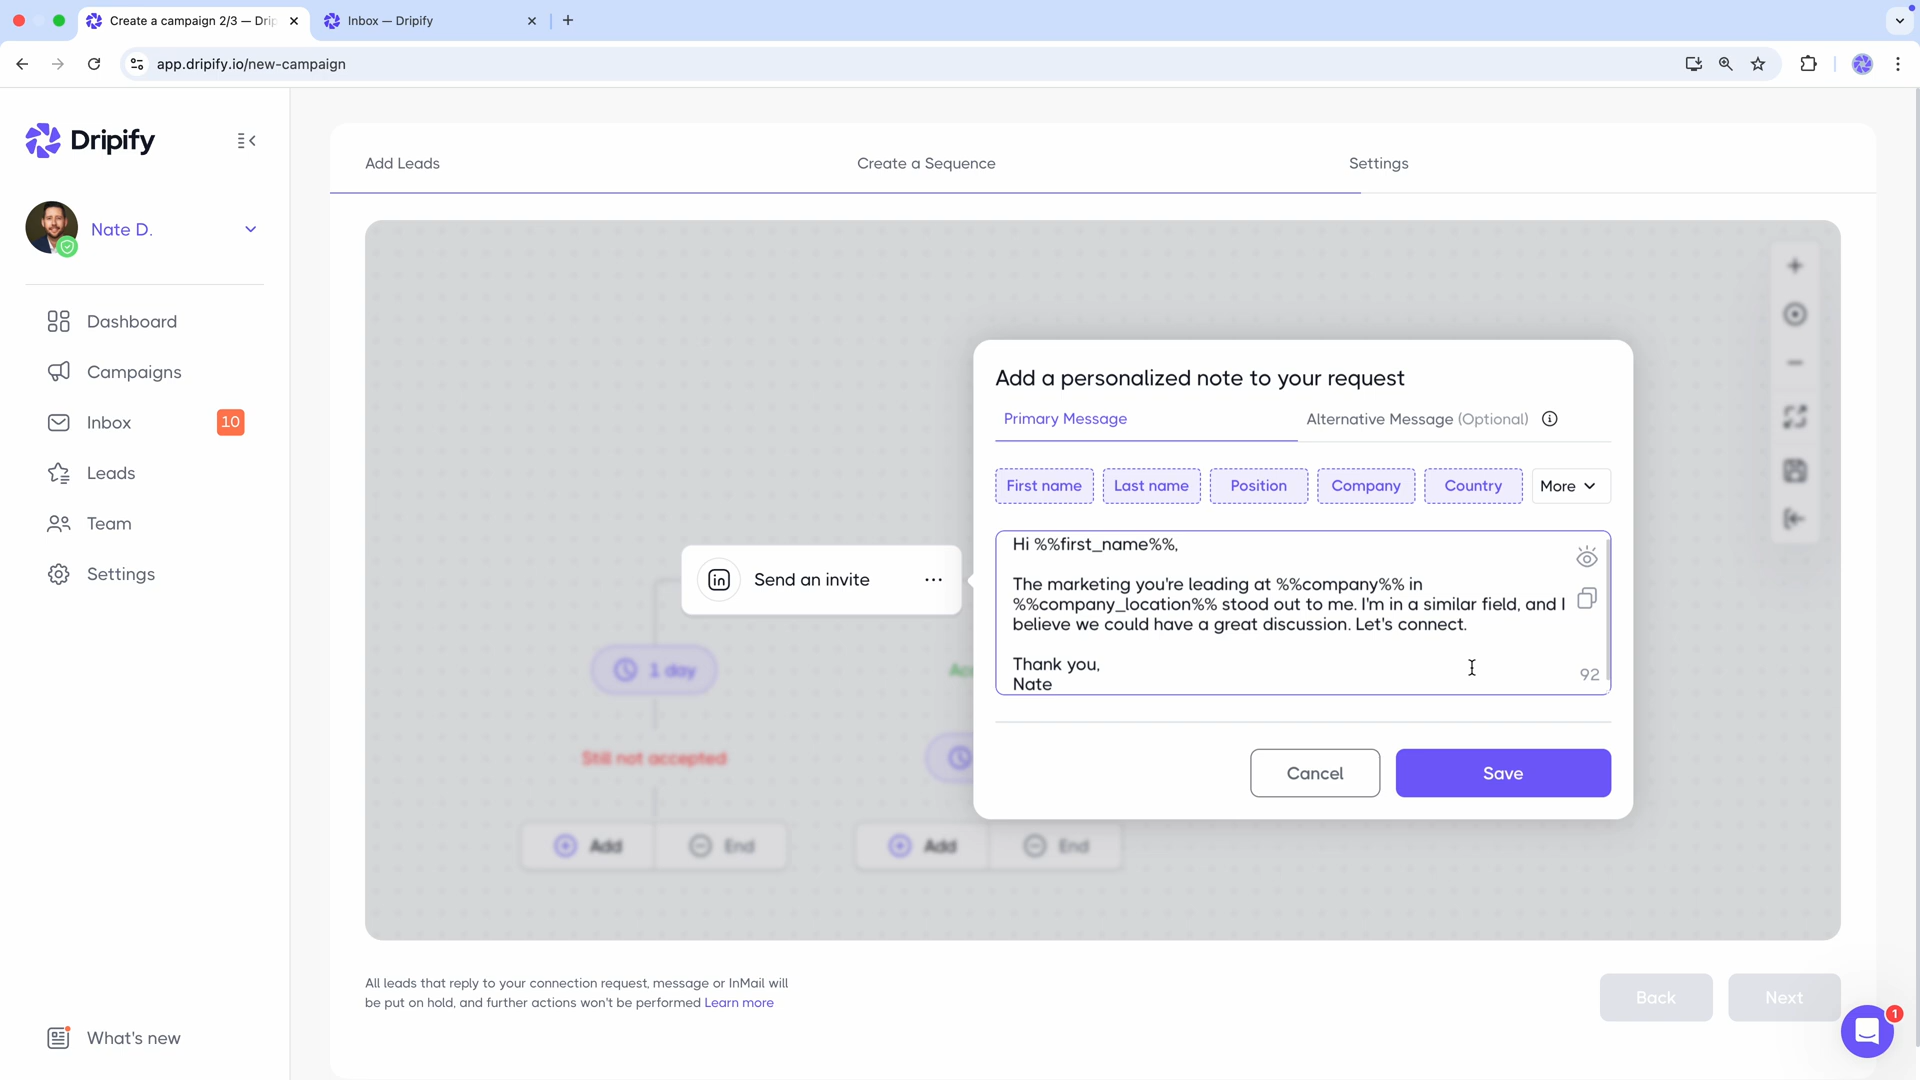 Create a campaign 2/3 — Drip
Inbox — Dripify
app.dripify.io/new-campaign
Dripify
Nate D.
Dashboard
Campaigns
Inbox
10
Leads
Team
Settings
What's new
Add Leads
Create a Sequence
Settings
Send an invite
1 day
Still not accepted
Add
End
Add
End
Add a personalized note to your request
Primary Message
Alternative Message (Optional)
First name
Last name
Position
Company
Country
More
Hi %%first_name%%,
The marketing you're leading at %%company%% in
%%company_location%% stood out to me. I'm in a similar field, and I
believe we could have a great discussion. Let's connect.
Thank you,
Nate
92
Cancel
Save
All leads that reply to your connection request, message or InMail will
be put on hold, and further actions won't be performed Learn more
Back
Next
1